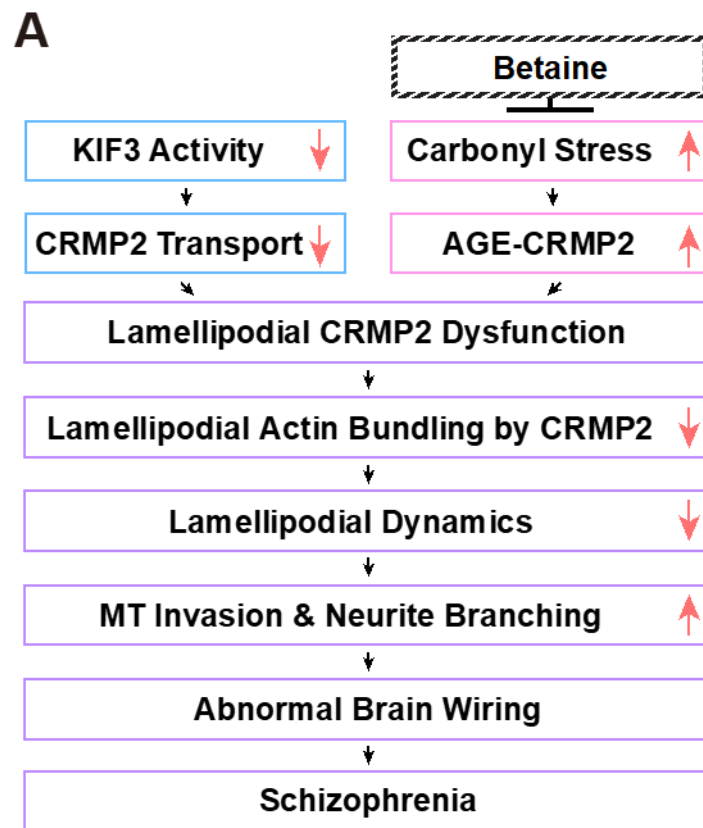 A
Betaine
KIF3 Activity
Carbonyl Stress
CRMP2 Transport
AGE-CRMP2
Lamellipodial CRMP2 Dysfunction
Lamellipodial Actin Bundling by CRMP2
Lamellipodial Dynamics
MT Invasion & Neurite Branching
Abnormal Brain Wiring
Schizophrenia